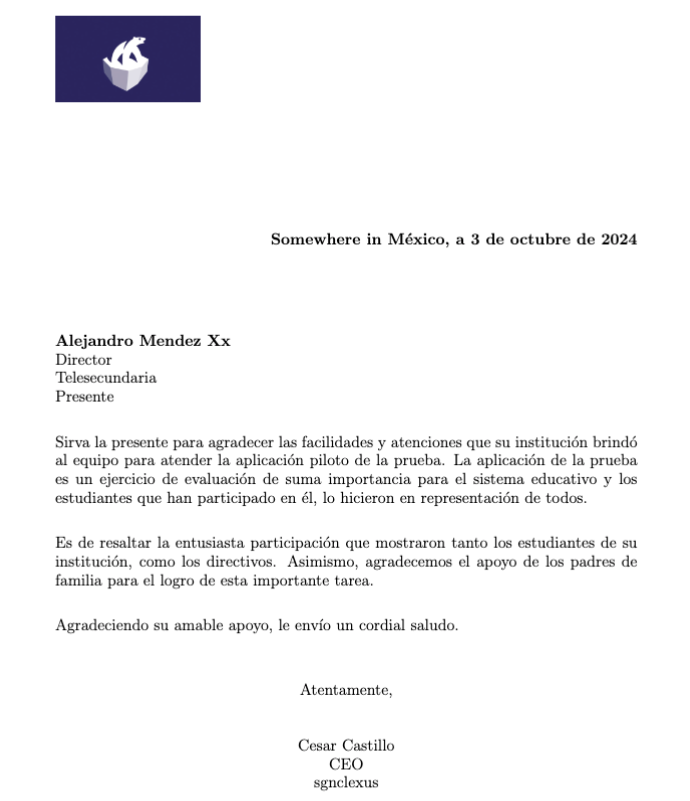 Somewhere in México, a 3 de octubre de 2024
Alejandro Mendez Xx
Director
Telesecundaria
Presente
Sirva la presente para agradecer las facilidades y atenciones que su institución brindó
al equipo para atender la aplicación piloto de la prueba. La aplicación de la prueba
es un ejercicio de evaluación de suma importancia para el sistema educativo y los
estudiantes que han participado en él, lo hicieron en representación de todos.
Es de resaltar la entusiasta participación que mostraron tanto los estudiantes de su
institución, como los directivos. Asimismo, agradecemos el apoyo de los padres de
familia para el logro de esta importante tarea.
Agradeciendo su amable apoyo, le envío un cordial saludo.
Atentamente,
Cesar Castillo
CEO
sgnclexus